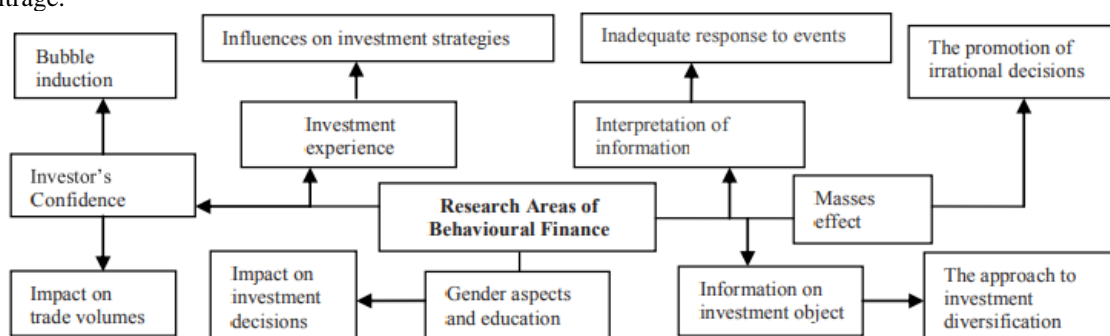 Influences on investment strategies
Inadequate response to events
Bubble
induction
The promotion of
irrational decisions
Investment
experience
Interpretation of
information
Investor's
Confidence
Research Areas of
Behavioural Finance
Masses
effect
Impact on
trade volumes
Impact on
investment
decisions
Gender aspects
and education
Information on
investment object
The approach to
investment
diversification